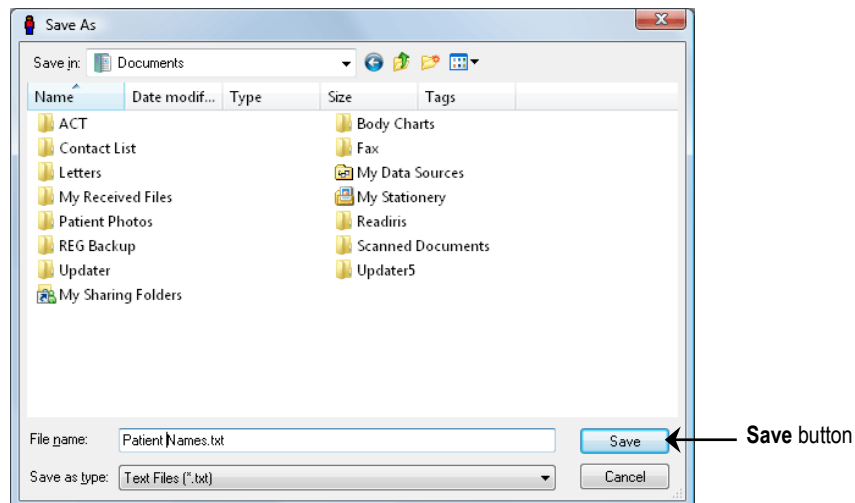 Save As
Save in: Documents
Name Date modif... Type Size Tags
ACT Body Charts
Contact List Fax
Letters My Data Sources
My Received Files My Stationery
Patient Photos Readiris
REG Backup Scanned Documents
Updater Updater5
My Sharing Folders
File name: Patient Names.txt Save Save button
Save as type: Text Files (*.txt) Cancel